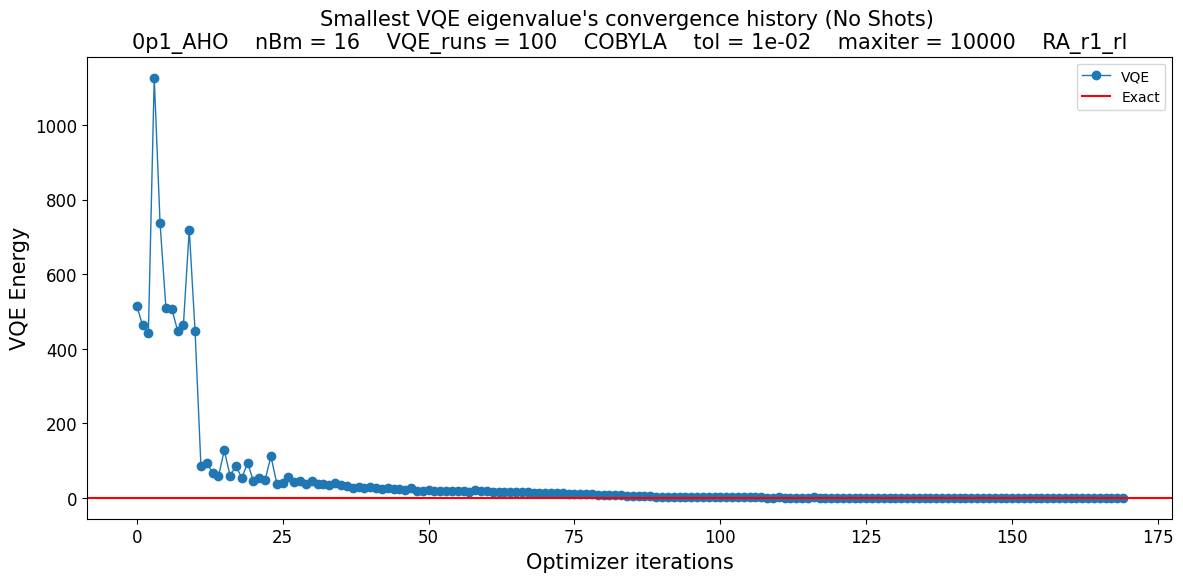 Smallest VQE eigenvalue's convergence history (No Shots)
0p1_AHO    nBm = 16    VQE_runs = 100    COBYLA    tol = 1e-02    maxiter = 10000    RA_r1_rl
VQE
Exact
VQE Energy
1000
800
600
400
200
0
0 25 50 75 100 125 150 175
Optimizer iterations